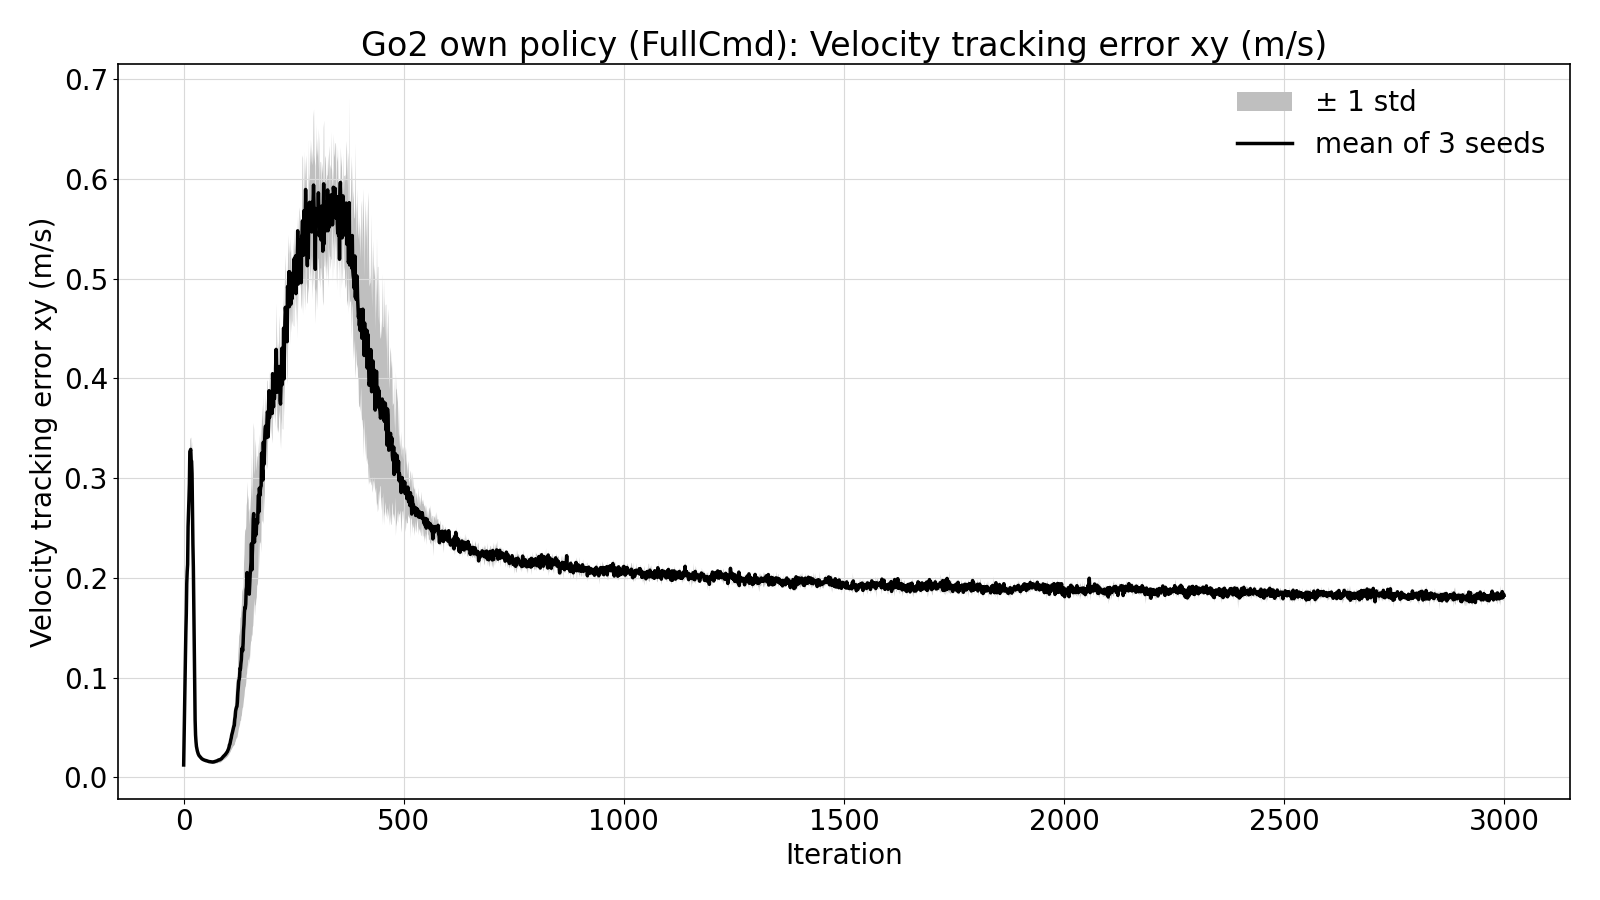 Go2 own policy (FullCmd): Velocity tracking error xy (m/s)
± 1 std
mean of 3 seeds
Velocity tracking error xy (m/s)
0.7
0.6
0.5
0.4
0.3
0.2
0.1
0.0
0 500 1000 1500 2000 2500 3000
Iteration